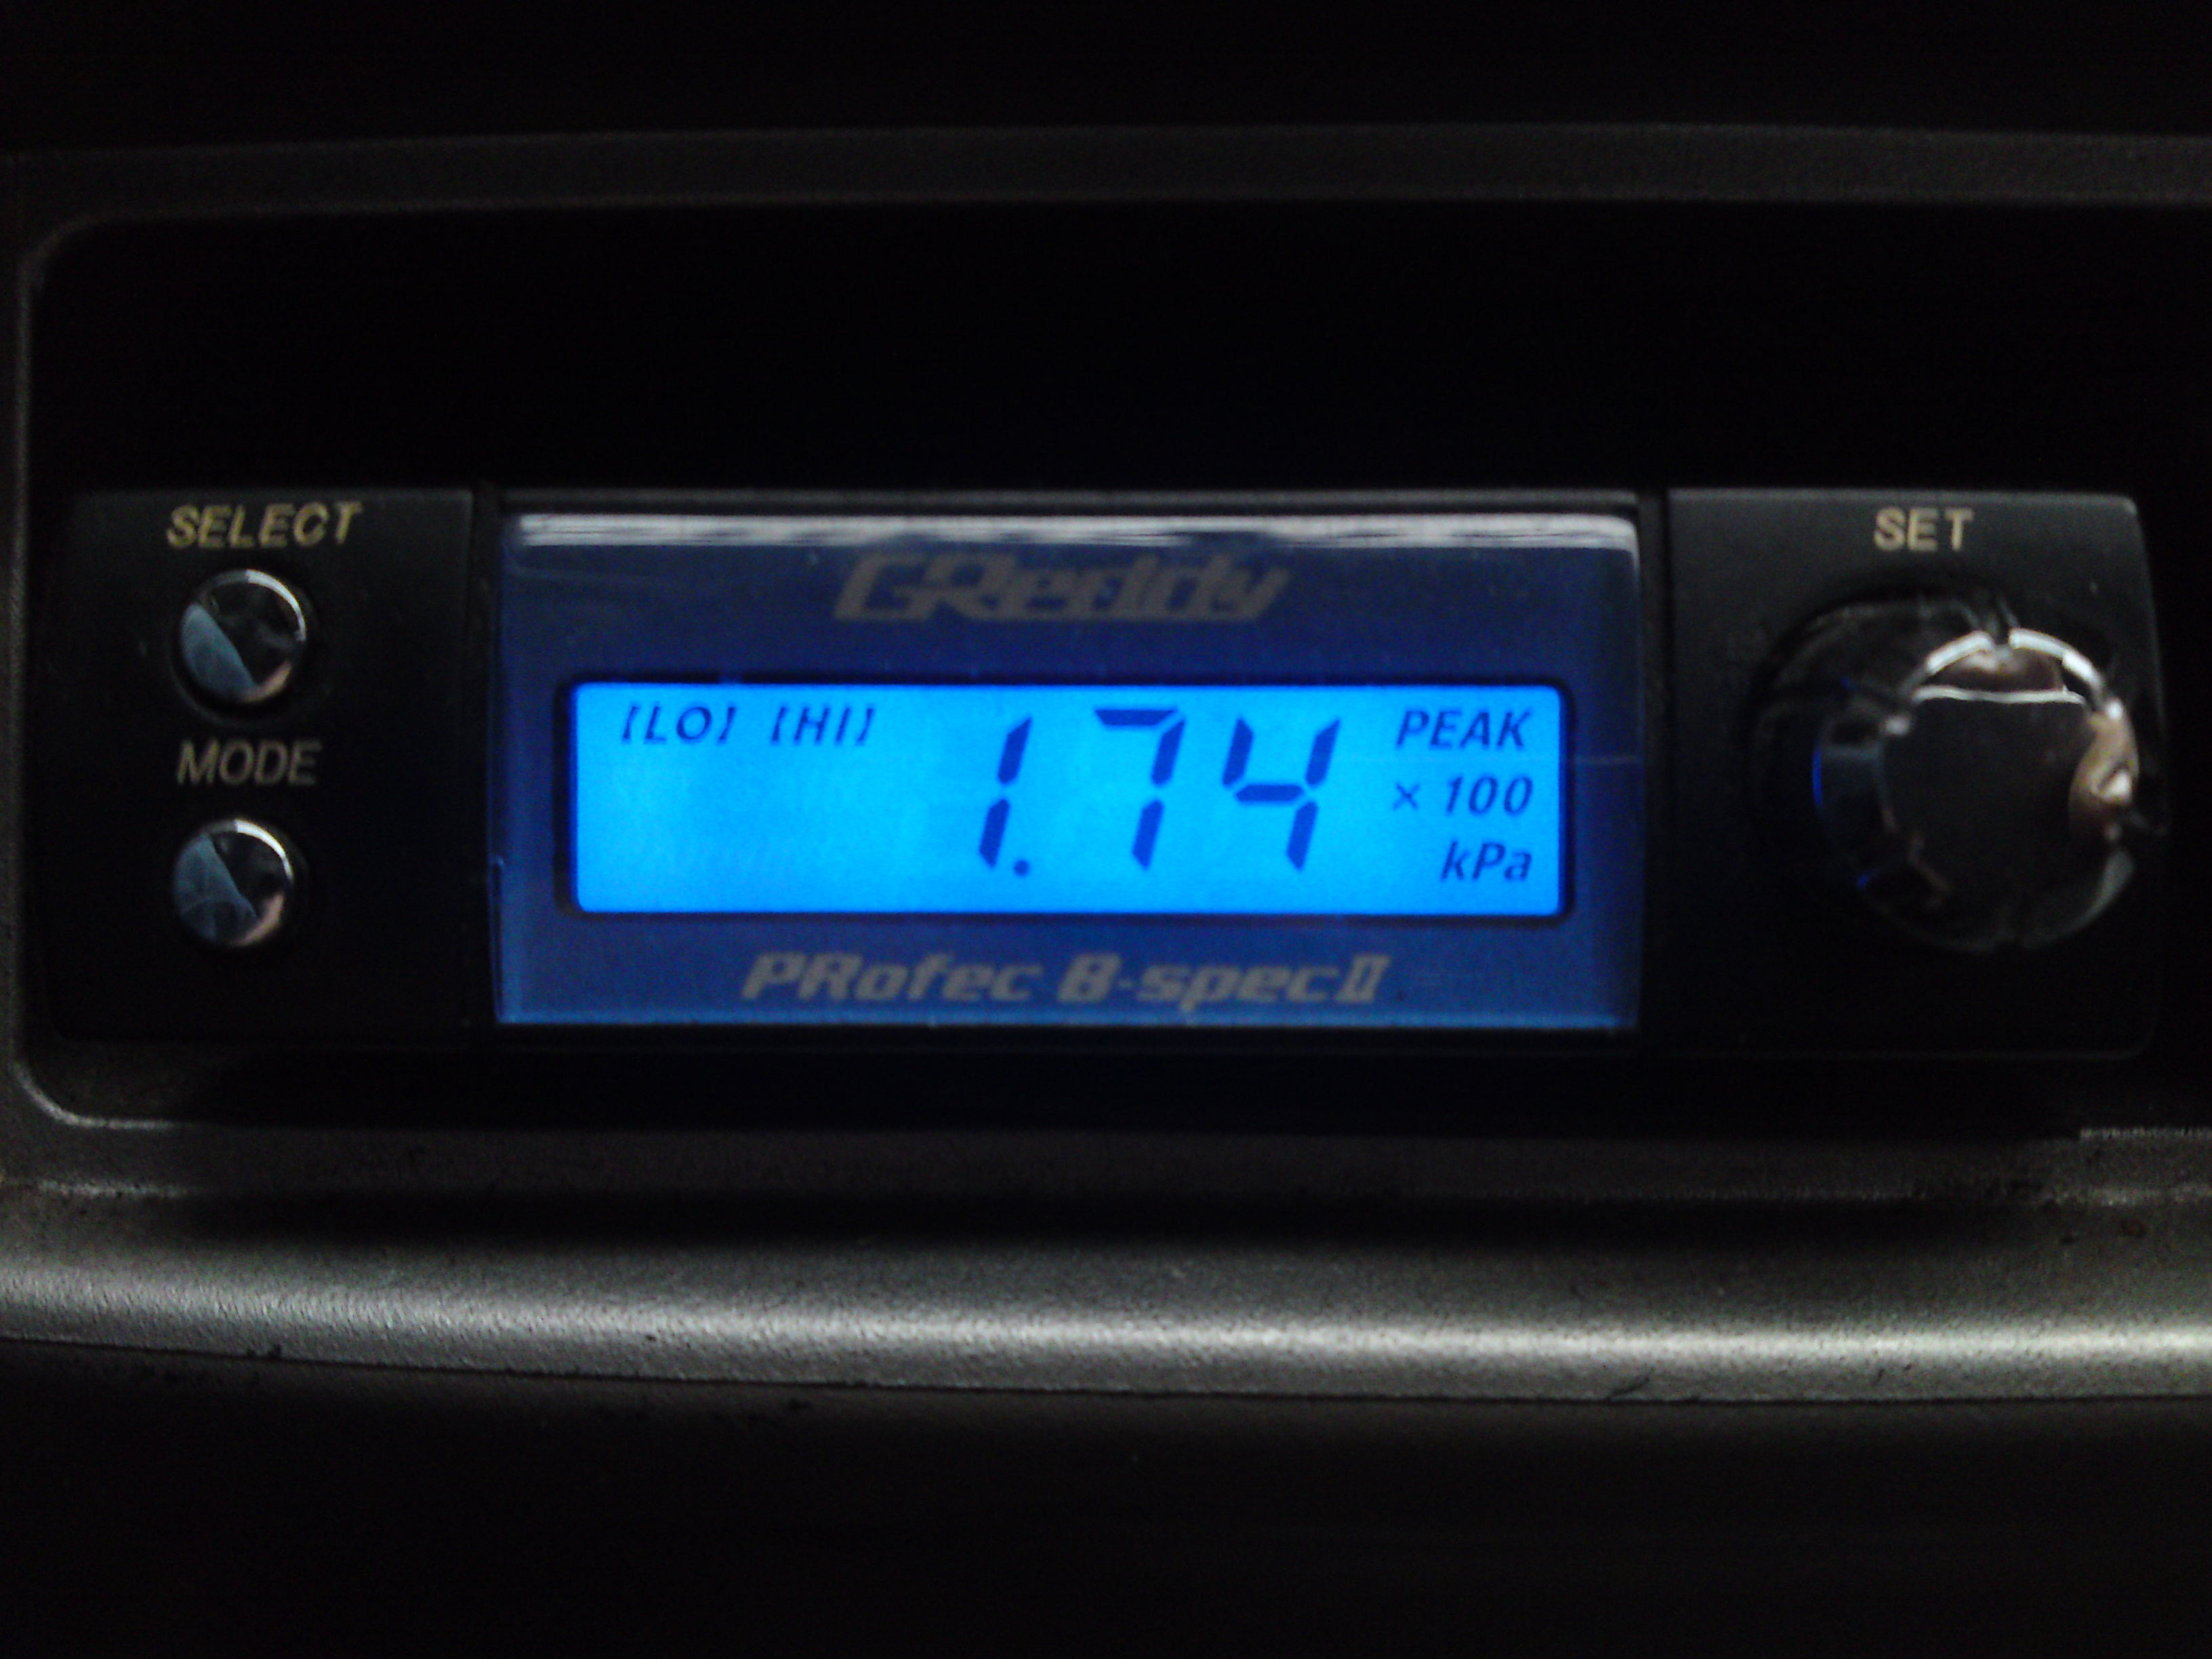 SELECT
MODE
GReddy
[LO] [HI] 1.74 PEAK
× 100
kPa
PRofec B-spec II
SET